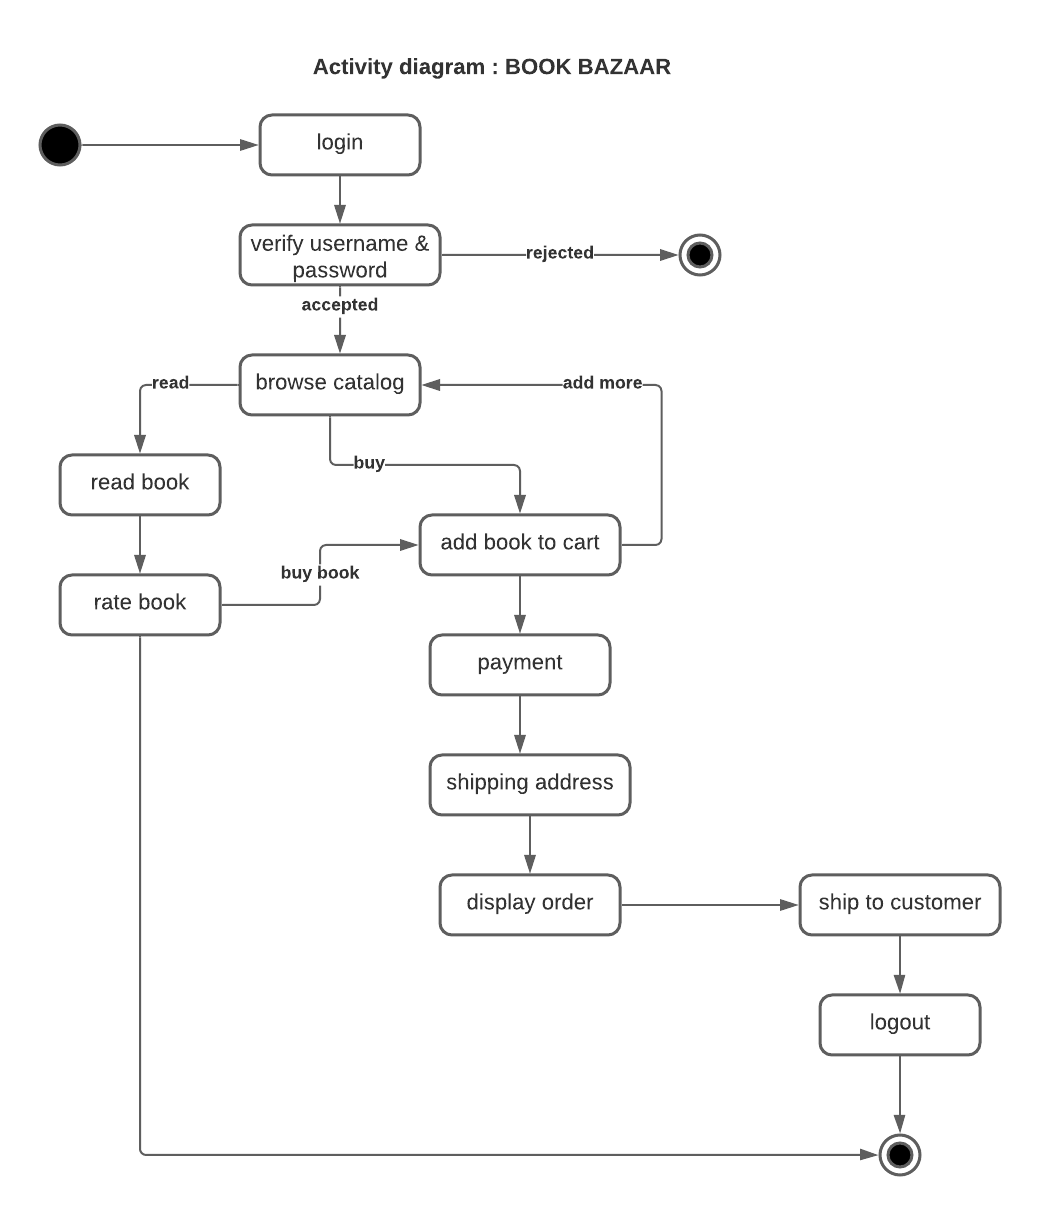 Activity diagram : BOOK BAZAAR
login
verify username &
password
rejected
accepted
browse catalog
read
add more
buy
read book
add book to cart
buy book
rate book
payment
shipping address
display order
ship to customer
logout